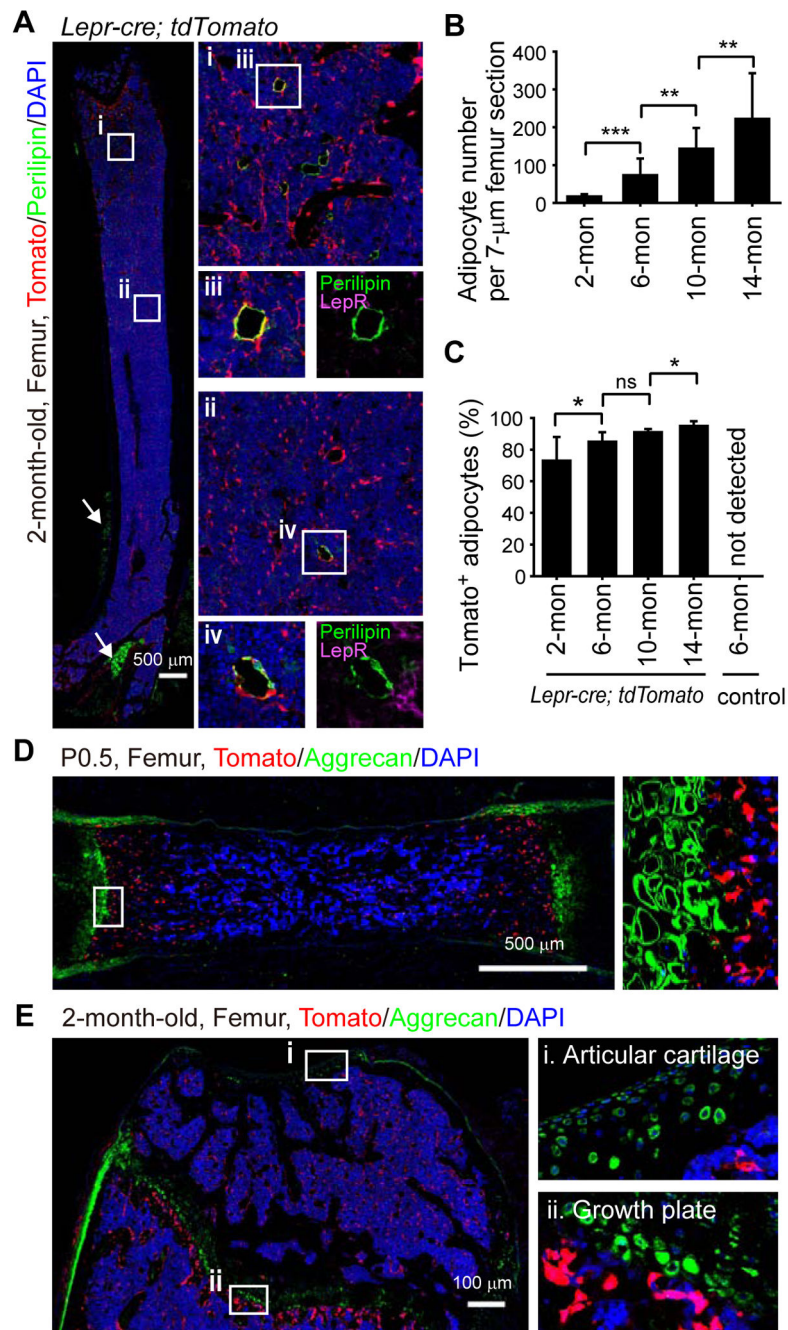 A
Lepr-cre; tdTomato
2-month-old, Femur, Tomato/Perilipin/DAPI
i
ii
500 μm
i
iii
iii
Perilipin
LepR
ii
iv
iv
Perilipin
LepR
B
Adipocyte number
per 7-μm femur section
400
300
200
100
0
***
**
**
2-mon
6-mon
10-mon
14-mon
C
Tomato+ adipocytes (%)
100
80
60
40
20
0
*
ns
*
not detected
2-mon
6-mon
10-mon
14-mon
6-mon
Lepr-cre; tdTomato
control
D
P0.5, Femur, Tomato/Aggrecan/DAPI
500 μm
E
2-month-old, Femur, Tomato/Aggrecan/DAPI
i
ii
100 μm
i. Articular cartilage
ii. Growth plate